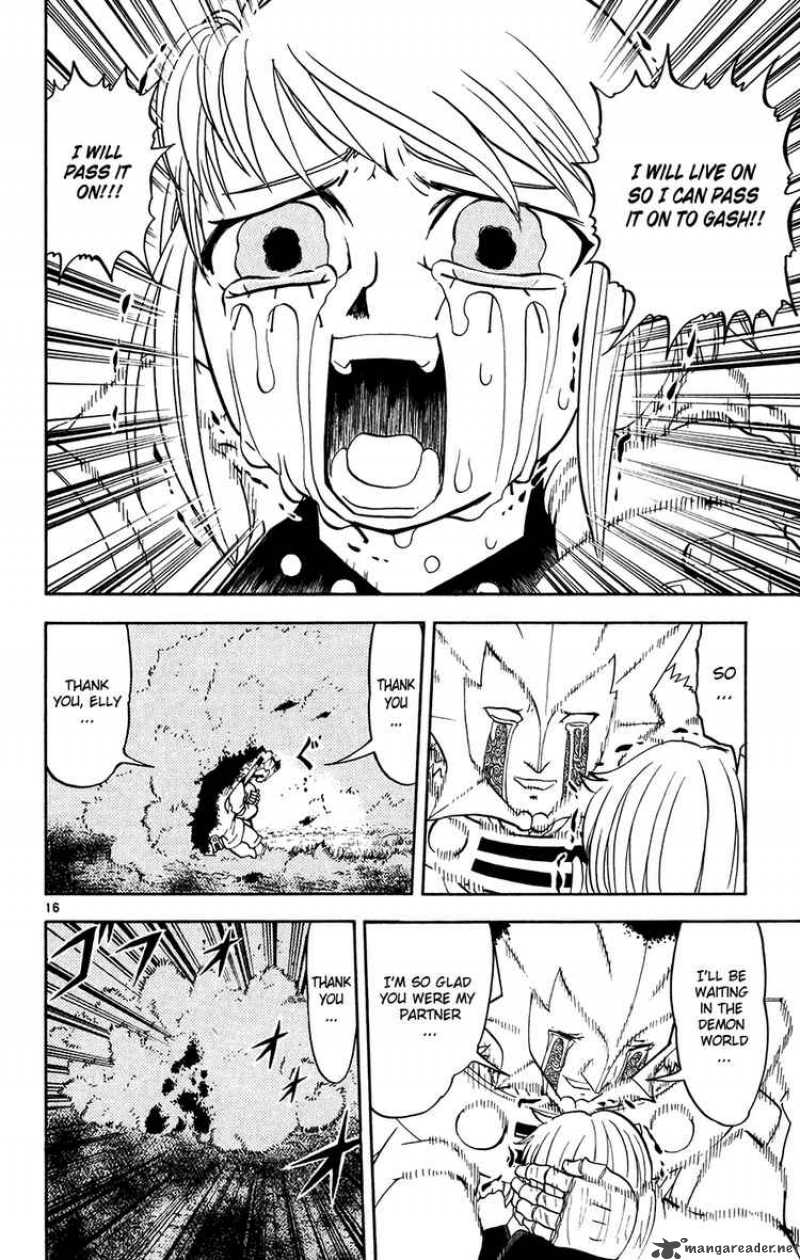 I WILL LIVE ON
SO I CAN PASS
IT ON TO GASH!!
I WILL
PASS IT
ON!!!
SO
...
THANK
YOU
...
THANK
YOU, ELLY
...
16
I'LL BE
WAITING
IN THE
DEMON
WORLD
...
I'M SO GLAD
YOU WERE MY
PARTNER
...
THANK
YOU ...
mangareader.net